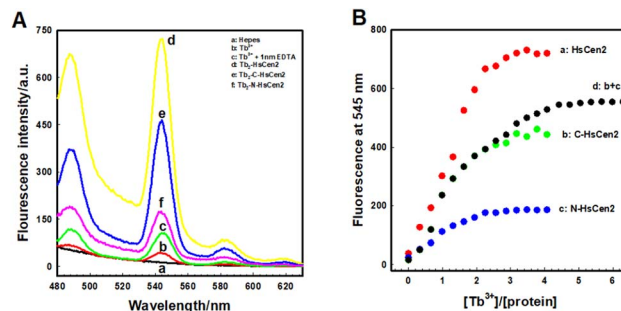 A
Flourescence intensity/a.u.
750
600
450
300
150
0
480 500 520 540 560 580 600 620
Wavelength/nm
a: Hepes
b: Tb³⁺
c: Tb³⁺ + 1nm EDTA
d: Tb₂-HsCen2
e: Tb₂-C-HsCen2
f: Tb₂-N-HsCen2
d
e
f
c
b
a
B
Fluorescence at 545 nm
800
600
400
200
0
0 1 2 3 4 5 6
[Tb³⁺]/[protein]
a: HsCen2
d: b+c
b: C-HsCen2
c: N-HsCen2